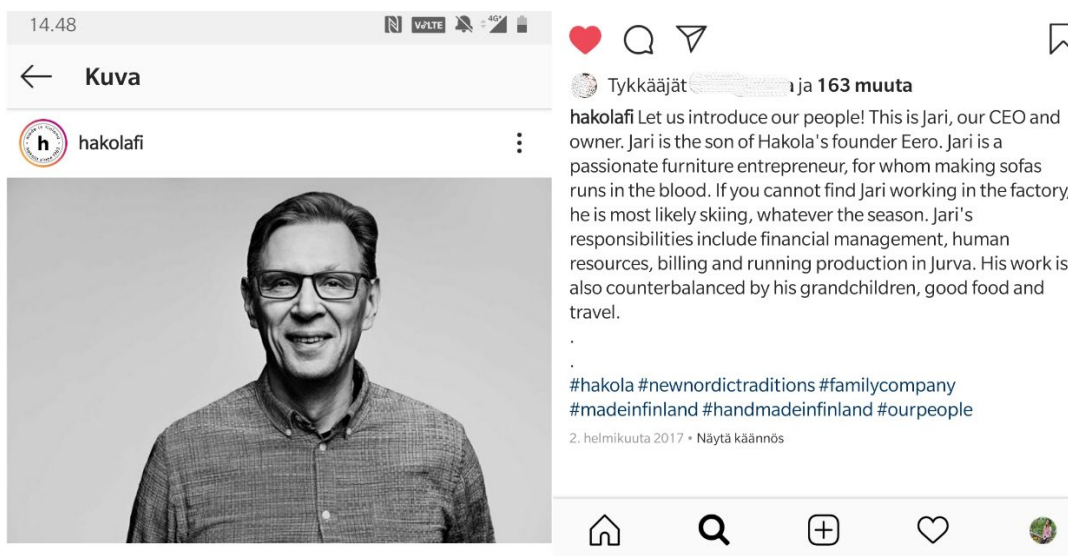 14.48
VoLTE
4G+
Kuva
h
hakolafi
Tykkääjät a ja 163 muuta
hakolafi Let us introduce our people! This is Jari, our CEO and
owner. Jari is the son of Hakola's founder Eero. Jari is a
passionate furniture entrepreneur, for whom making sofas
runs in the blood. If you cannot find Jari working in the factory,
he is most likely skiing, whatever the season. Jari's
responsibilities include financial management, human
resources, billing and running production in Jurva. His work is
also counterbalanced by his grandchildren, good food and
travel.
.
.
#hakola #newnordictraditions #familycompany
#madeinfinland #handmadeinfinland #ourpeople
2. helmikuuta 2017 • Näytä käännös